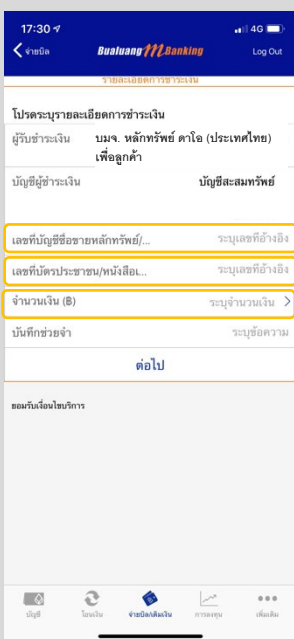 17:30
4G
จ่ายบิล
Bualuang mBanking
Log Out
รายละเอียดการชำระเงิน
โปรดระบุรายละเอียดการชำระเงิน
ผู้รับชำระเงิน
บมจ. หลักทรัพย์ ดาโอ (ประเทศไทย)
เพื่อลูกค้า
บัญชีผู้ชำระเงิน
บัญชีสะสมทรัพย์
เลขที่บัญชีซื้อขายหลักทรัพย์/...
ระบุเลขที่อ้างอิง
เลขที่บัตรประชาชน/หนังสือเ...
ระบุเลขที่อ้างอิง
จำนวนเงิน (฿)
ระบุจำนวนเงิน
บันทึกช่วยจำ
ระบุข้อความ
ต่อไป
ยอมรับเงื่อนไขบริการ
บัญชี
โอนเงิน
จ่ายบิล/เติมเงิน
การลงทุน
เพิ่มเติม